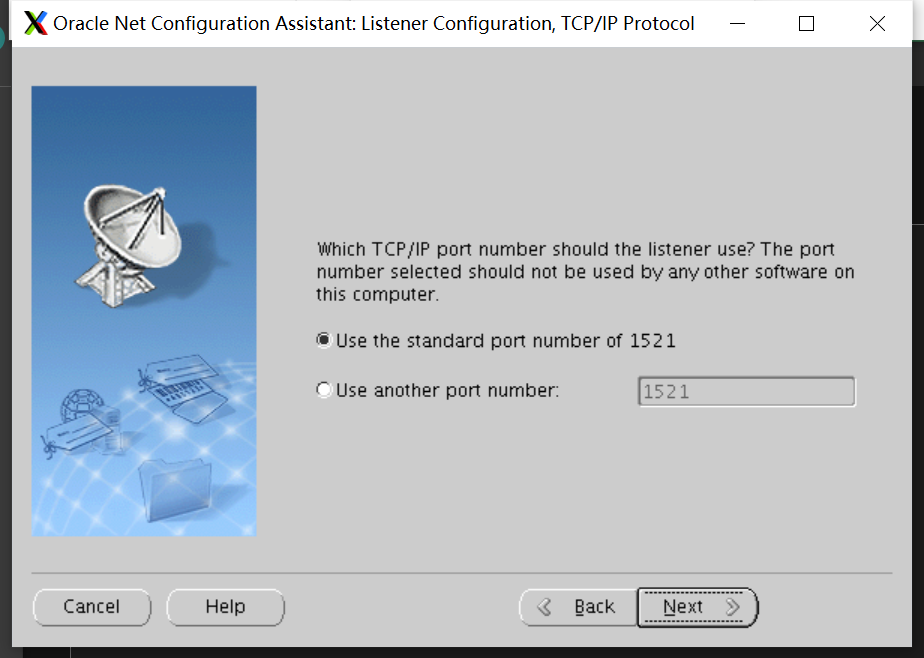 Oracle Net Configuration Assistant: Listener Configuration, TCP/IP Protocol
Which TCP/IP port number should the listener use? The port
number selected should not be used by any other software on
this computer.
Use the standard port number of 1521
Use another port number: 1521
Cancel Help Back Next